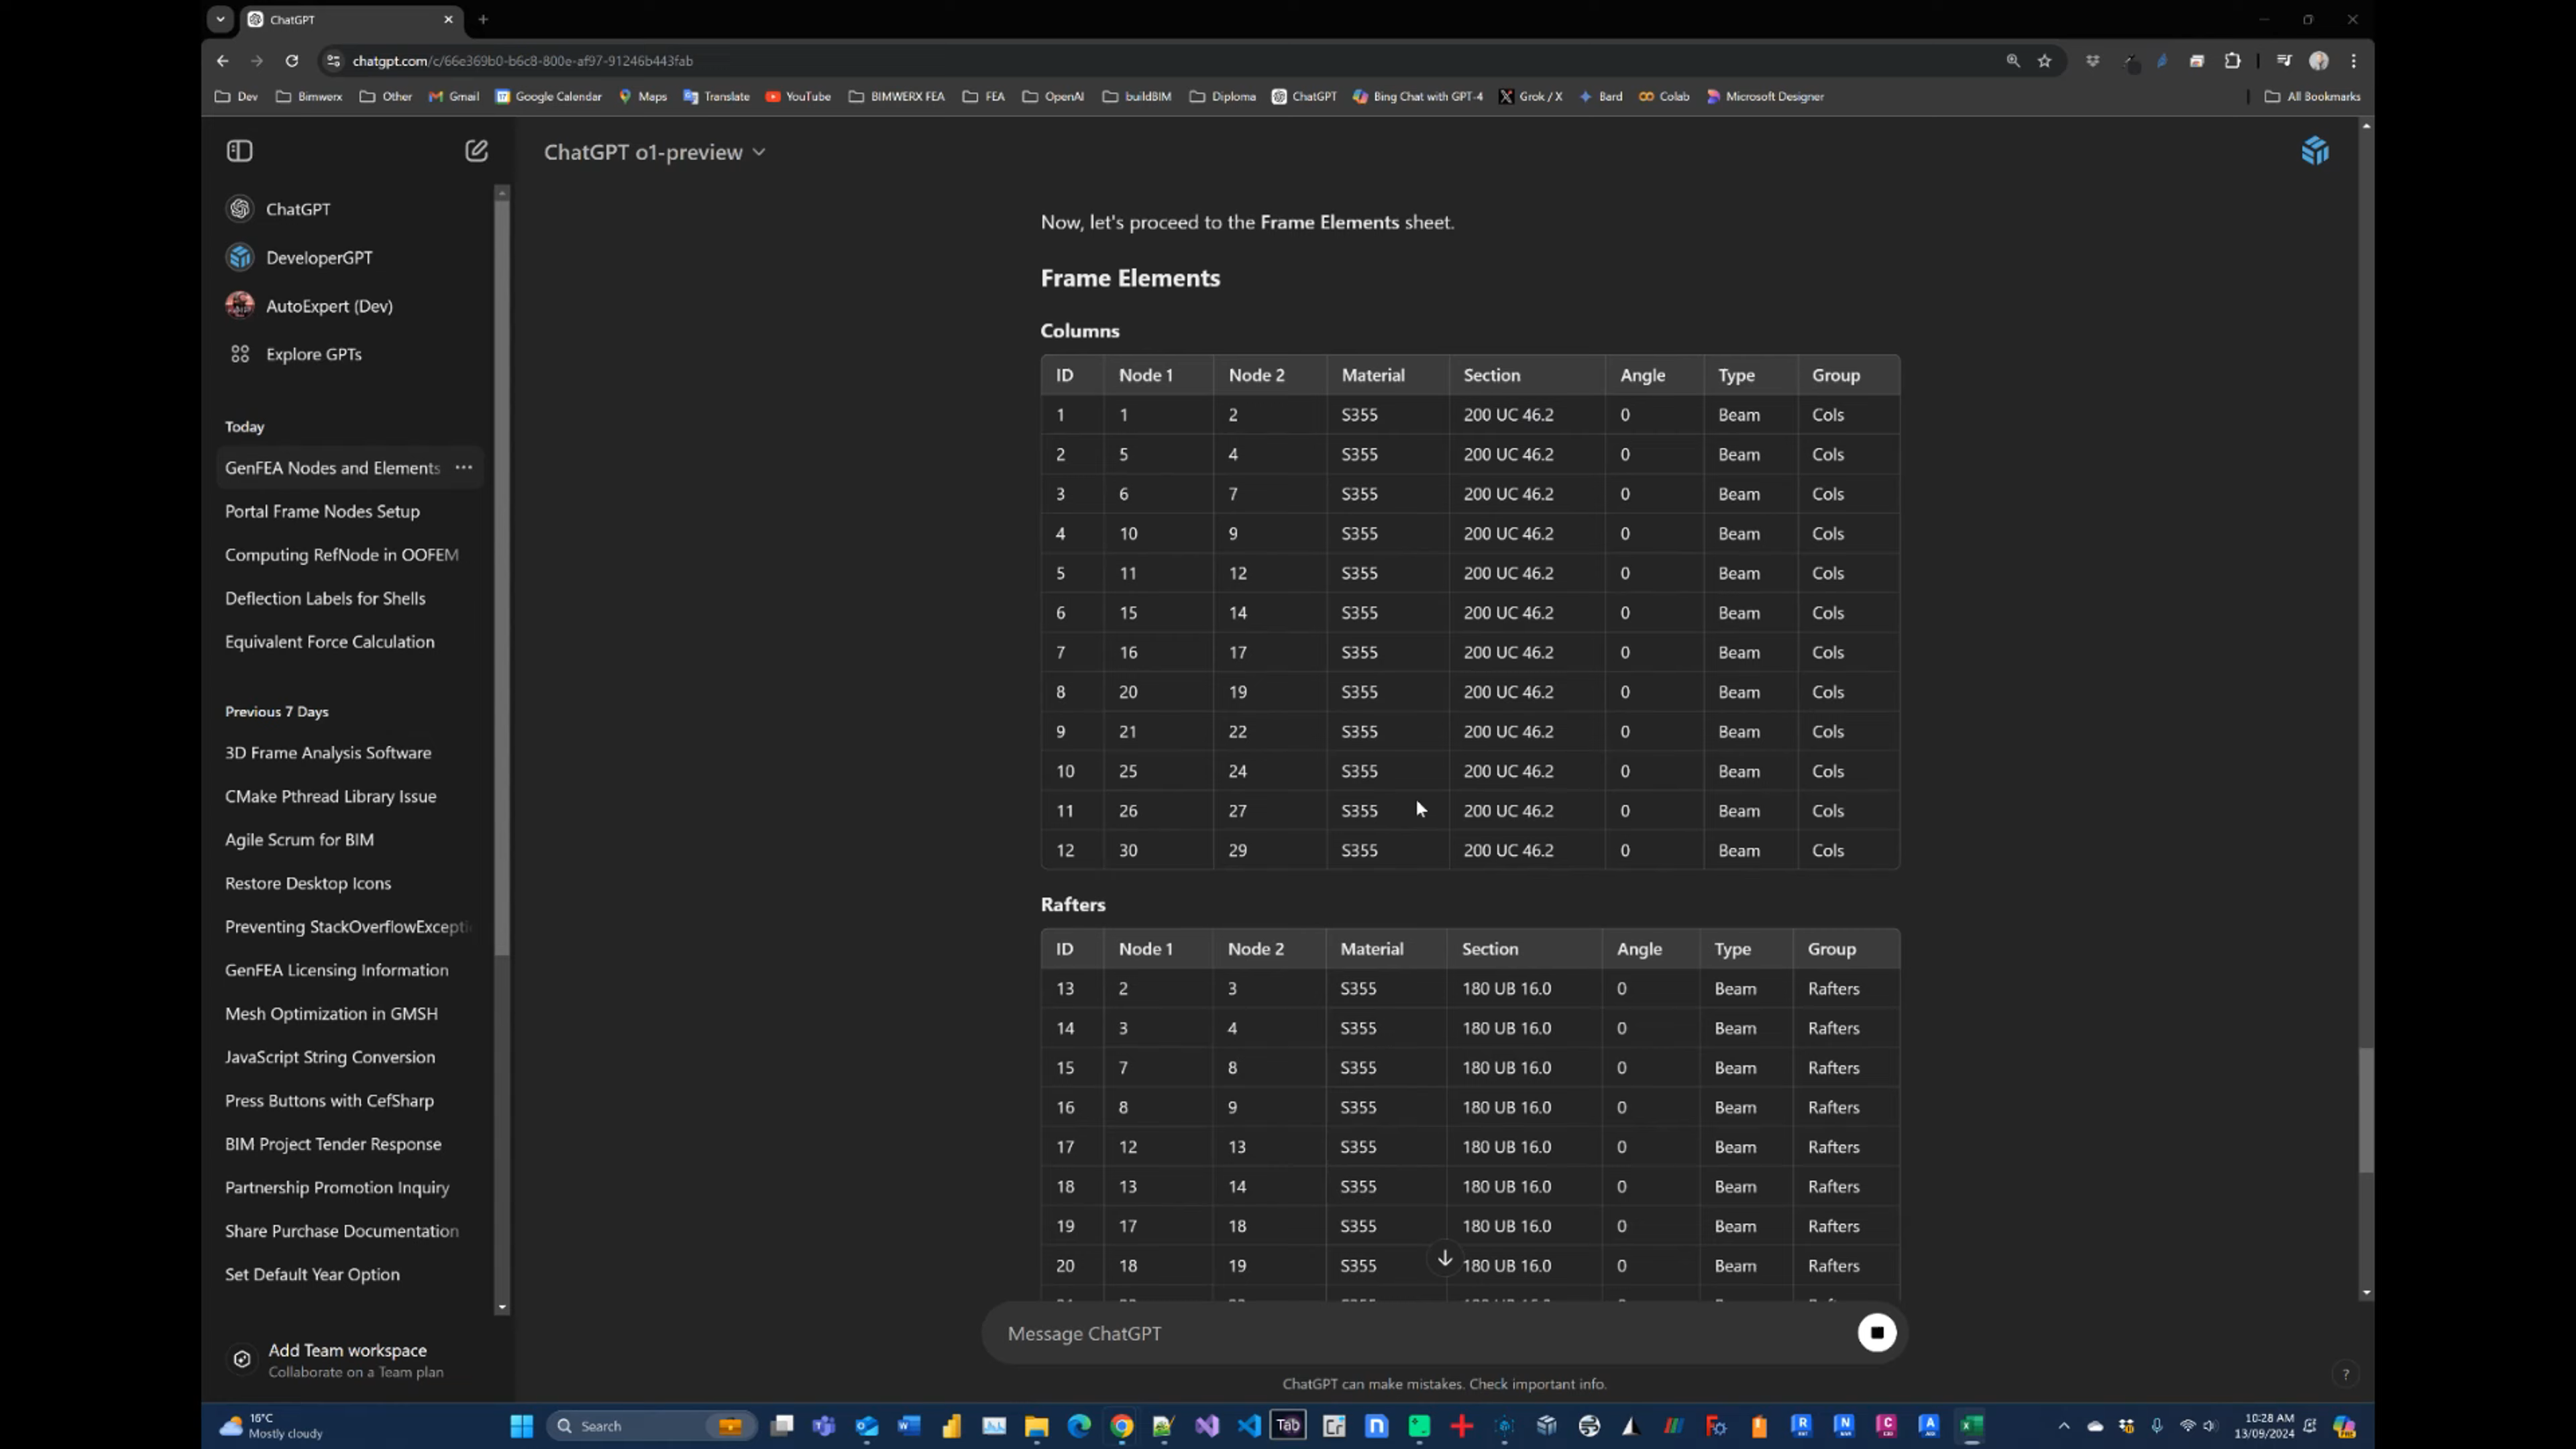 ChatGPT
chatgpt.com/c/66e369b0-b6c8-800e-af97-91246b443fab
Dev Bimwerx Other Gmail Google Calendar Maps Translate YouTube BIMWERX FEA FEA OpenAI buildBIM Diploma ChatGPT Bing Chat with GPT-4 Grok / X Bard Colab Microsoft Designer All Bookmarks
ChatGPT o1-preview
ChatGPT
DeveloperGPT
AutoExpert (Dev)
Explore GPTs
Today
GenFEA Nodes and Elements
Portal Frame Nodes Setup
Computing RefNode in OOFEM
Deflection Labels for Shells
Equivalent Force Calculation
Previous 7 Days
3D Frame Analysis Software
CMake Pthread Library Issue
Agile Scrum for BIM
Restore Desktop Icons
Preventing StackOverflowExcepti
GenFEA Licensing Information
Mesh Optimization in GMSH
JavaScript String Conversion
Press Buttons with CefSharp
BIM Project Tender Response
Partnership Promotion Inquiry
Share Purchase Documentation
Set Default Year Option
Add Team workspace
Collaborate on a Team plan
Now, let's proceed to the Frame Elements sheet.
Frame Elements
Columns
ID Node 1 Node 2 Material Section Angle Type Group
1 1 2 S355 200 UC 46.2 0 Beam Cols
2 5 4 S355 200 UC 46.2 0 Beam Cols
3 6 7 S355 200 UC 46.2 0 Beam Cols
4 10 9 S355 200 UC 46.2 0 Beam Cols
5 11 12 S355 200 UC 46.2 0 Beam Cols
6 15 14 S355 200 UC 46.2 0 Beam Cols
7 16 17 S355 200 UC 46.2 0 Beam Cols
8 20 19 S355 200 UC 46.2 0 Beam Cols
9 21 22 S355 200 UC 46.2 0 Beam Cols
10 25 24 S355 200 UC 46.2 0 Beam Cols
11 26 27 S355 200 UC 46.2 0 Beam Cols
12 30 29 S355 200 UC 46.2 0 Beam Cols
Rafters
ID Node 1 Node 2 Material Section Angle Type Group
13 2 3 S355 180 UB 16.0 0 Beam Rafters
14 3 4 S355 180 UB 16.0 0 Beam Rafters
15 7 8 S355 180 UB 16.0 0 Beam Rafters
16 8 9 S355 180 UB 16.0 0 Beam Rafters
17 12 13 S355 180 UB 16.0 0 Beam Rafters
18 13 14 S355 180 UB 16.0 0 Beam Rafters
19 17 18 S355 180 UB 16.0 0 Beam Rafters
20 18 19 S355 180 UB 16.0 0 Beam Rafters
Message ChatGPT
ChatGPT can make mistakes. Check important info.
?
16°C
Mostly cloudy
Search
Tab
10:28 AM
13/09/2024